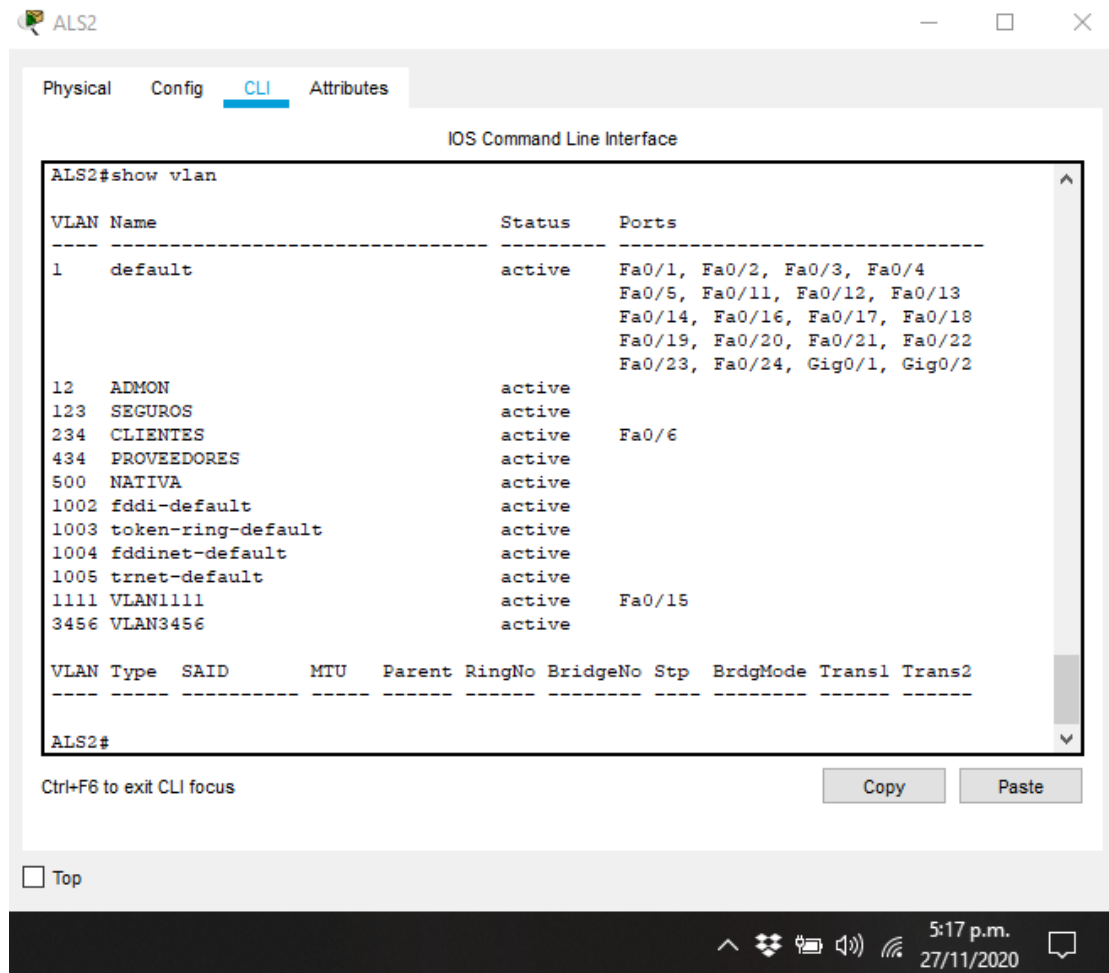 ALS2
Physical Config CLI Attributes
IOS Command Line Interface
ALS2#show vlan
VLAN Name                             Status    Ports
---- -------------------------------- --------- -------------------------------
1    default                          active    Fa0/1, Fa0/2, Fa0/3, Fa0/4
                                                Fa0/5, Fa0/11, Fa0/12, Fa0/13
                                                Fa0/14, Fa0/16, Fa0/17, Fa0/18
                                                Fa0/19, Fa0/20, Fa0/21, Fa0/22
                                                Fa0/23, Fa0/24, Gig0/1, Gig0/2
12   ADMON                            active
123  SEGUROS                          active
234  CLIENTES                         active    Fa0/6
434  PROVEEDORES                      active
500  NATIVA                           active
1002 fddi-default                     active
1003 token-ring-default               active
1004 fddinet-default                  active
1005 trnet-default                    active
1111 VLAN1111                         active    Fa0/15
3456 VLAN3456                         active
VLAN Type  SAID       MTU   Parent RingNo BridgeNo Stp  BrdgMode Trans1 Trans2
---- ----- ---------- ----- ------ ------ -------- ---- -------- ------ ------
ALS2#
Ctrl+F6 to exit CLI focus
Copy Paste
Top
5:17 p.m.
27/11/2020